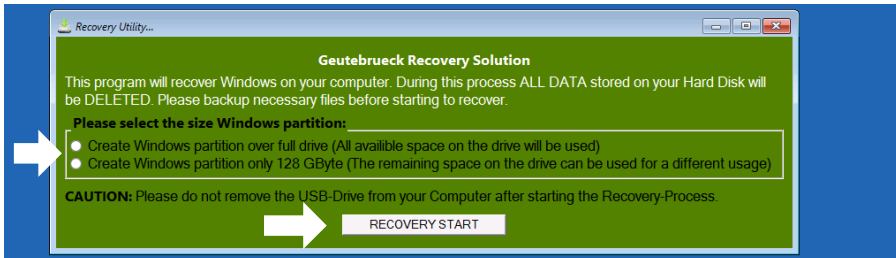 Recovery Utility...
Geutebrueck Recovery Solution
This program will recover Windows on your computer. During this process ALL DATA stored on your Hard Disk will
be DELETED. Please backup necessary files before starting to recover.
Please select the size Windows partition:
Create Windows partition over full drive (All availible space on the drive will be used)
Create Windows partition only 128 GByte (The remaining space on the drive can be used for a different usage)
CAUTION: Please do not remove the USB-Drive from your Computer after starting the Recovery-Process.
RECOVERY START